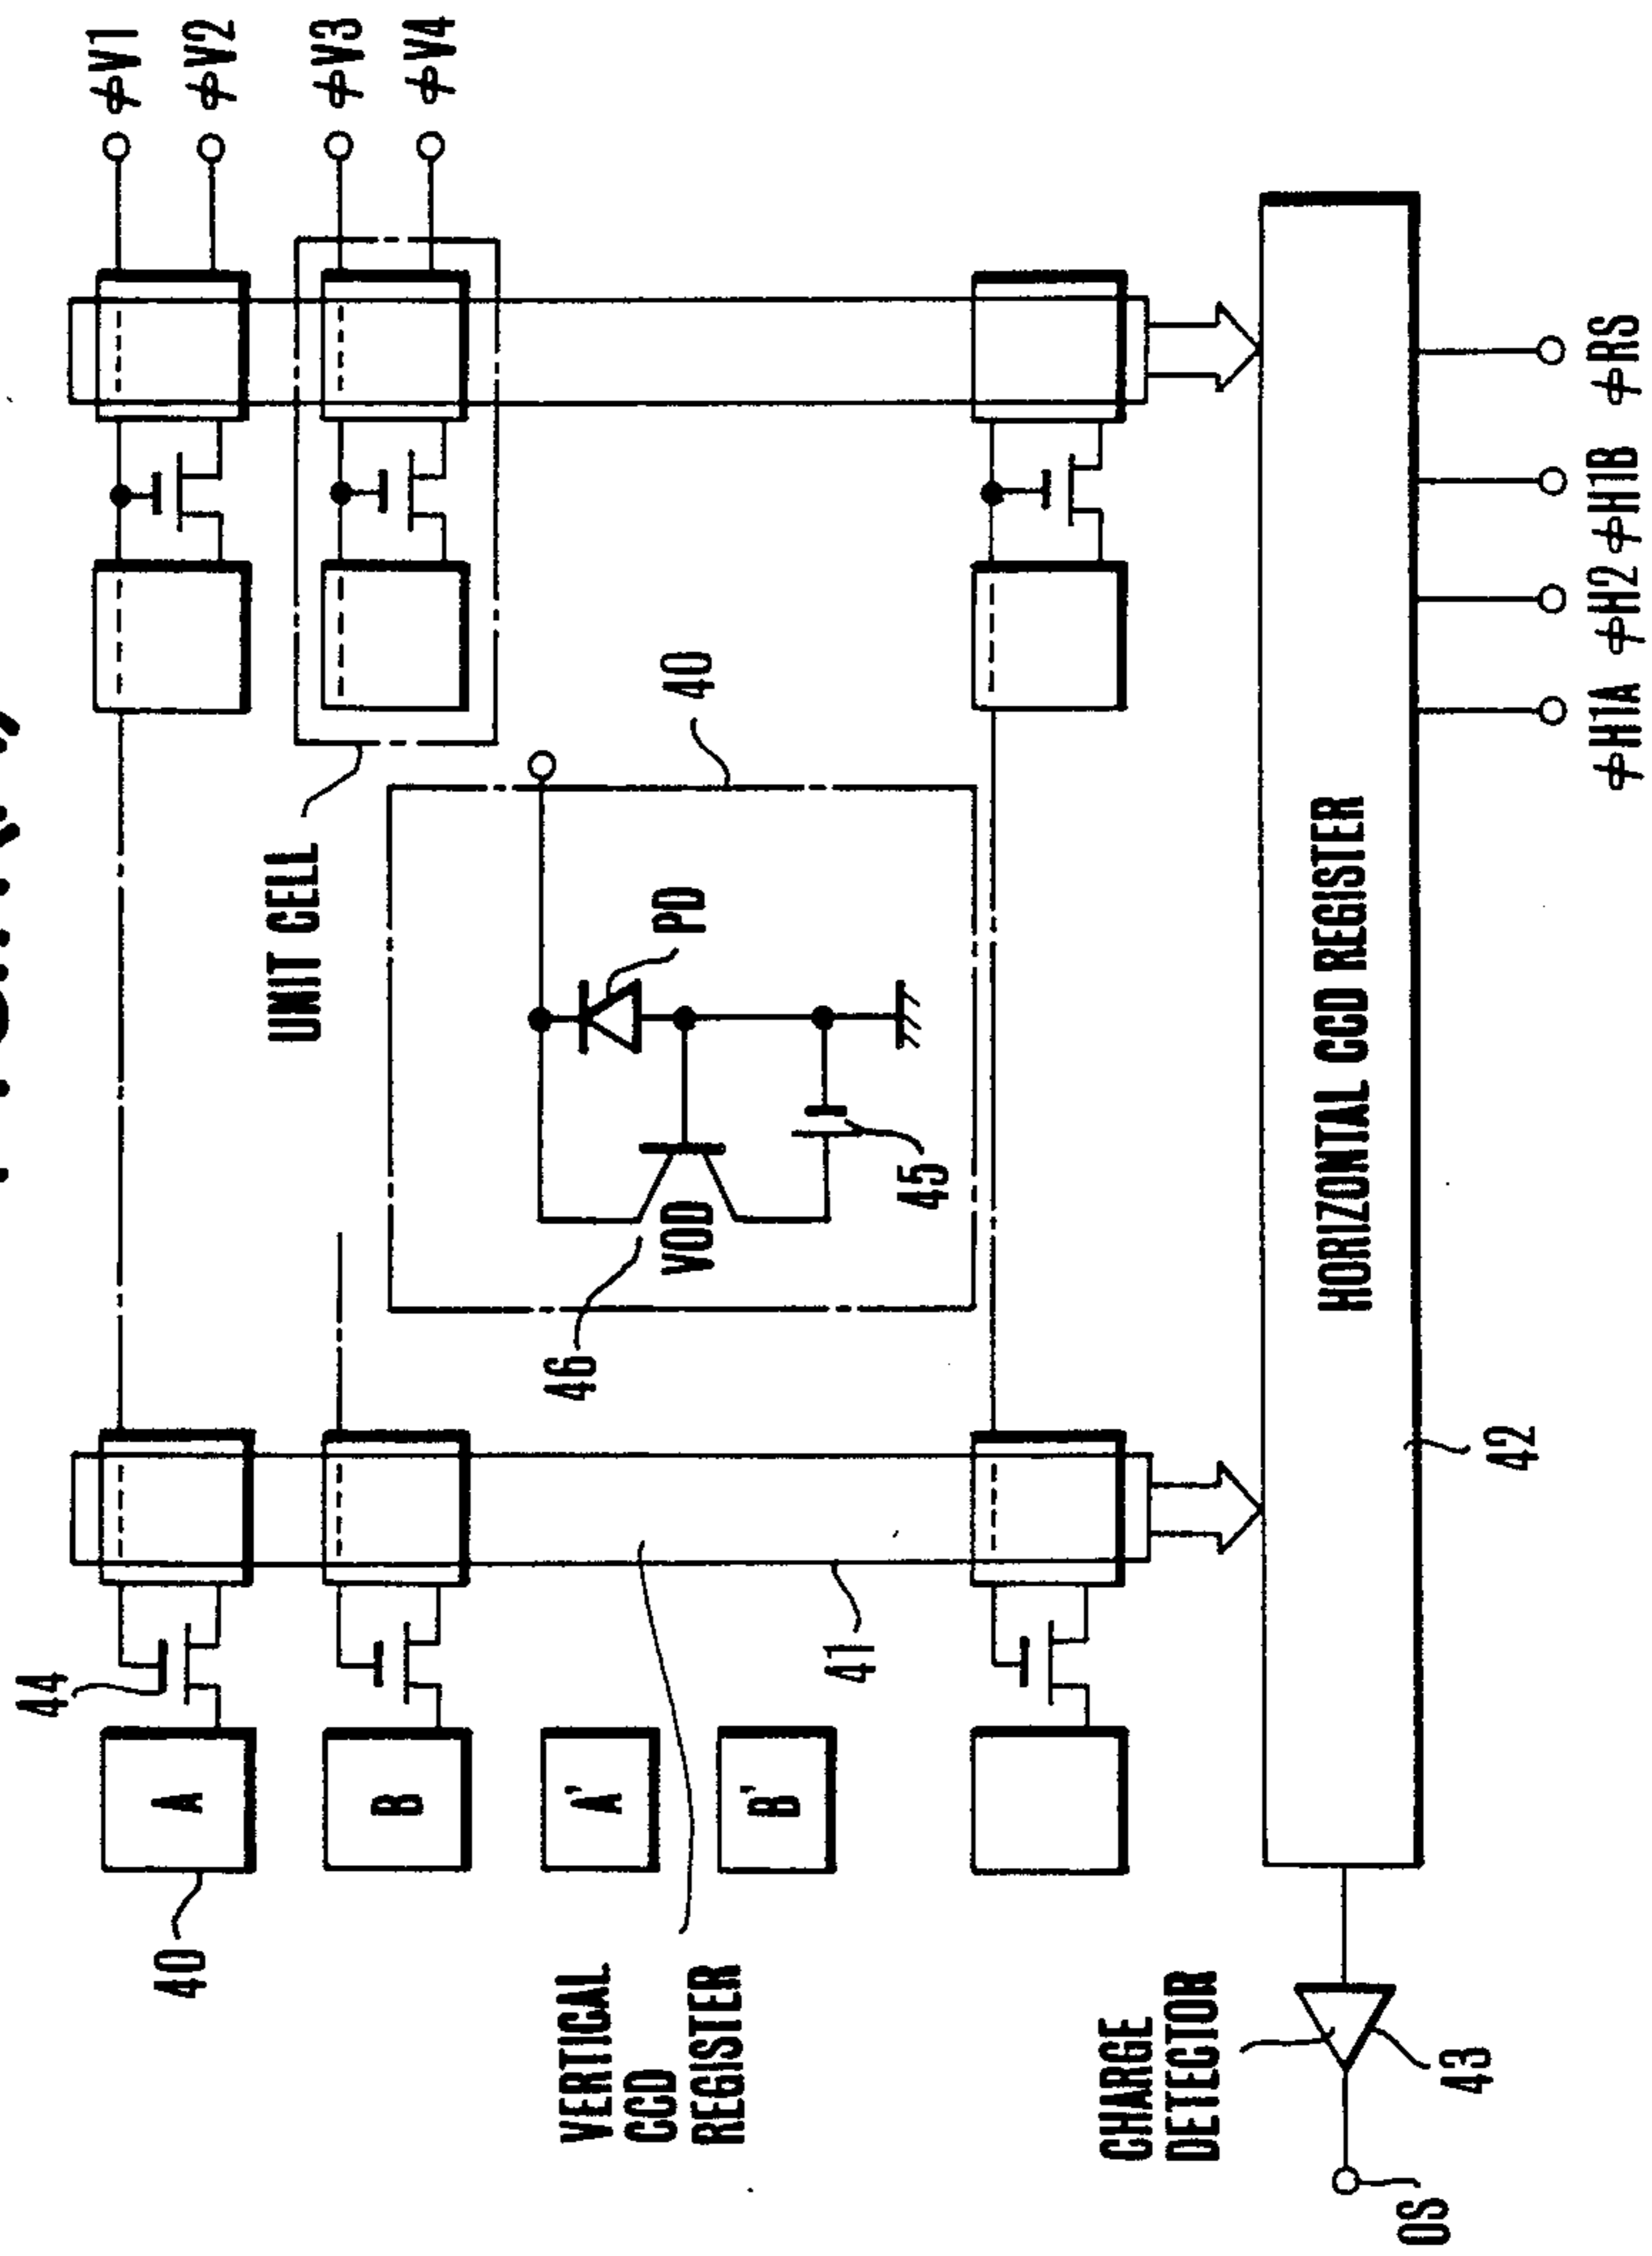 ϕV1
ϕV2
ϕV3
ϕV4
UNIT CELL
40
PD
VOD
45
46
44
A
B
A'
B'
40
41
VERTICAL
CCD
REGISTER
HORIZONTAL CCD REGISTER
42
CHARGE
DETECTOR
43
OS
ϕH1A
ϕH2
ϕH1B
ϕRS